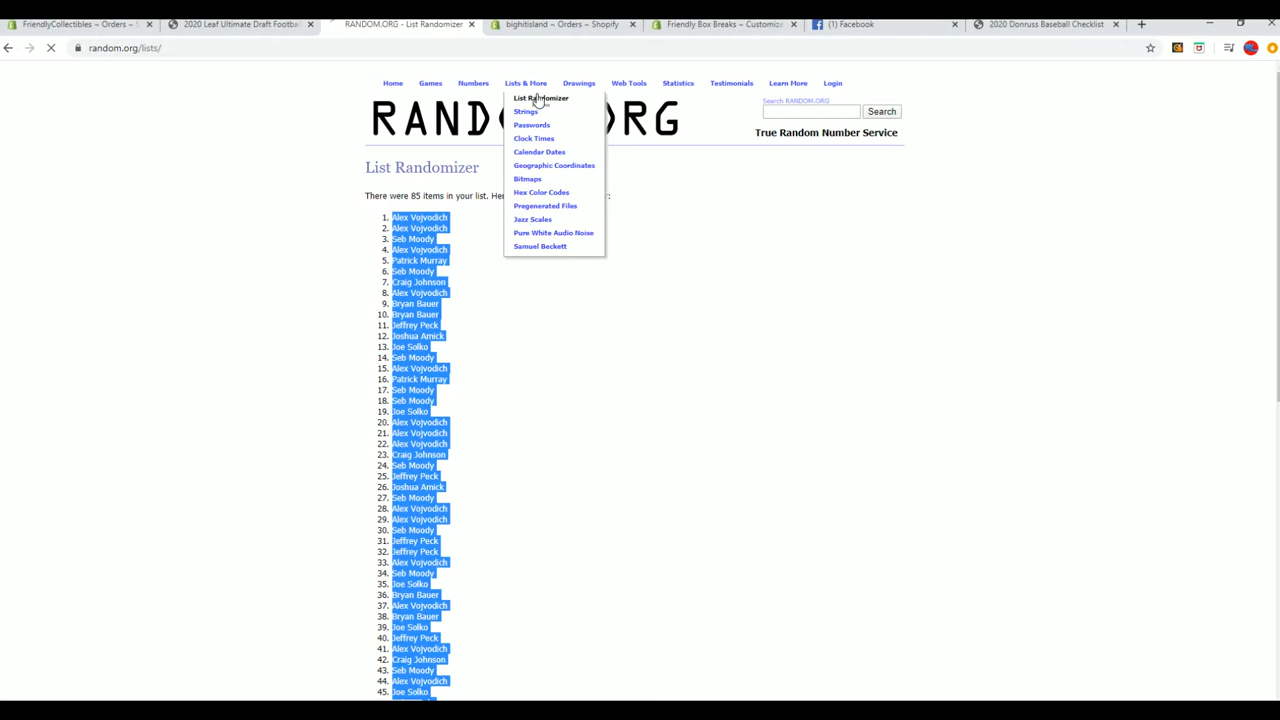 FriendlyCollectibles ~ Orders ~ S
2020 Leaf Ultimate Draft Footba
RANDOM.ORG - List Randomizer
bighitisland ~ Orders ~ Shopify
Friendly Box Breaks ~ Customize
(1) Facebook
2020 Donruss Baseball Checklist
random.org/lists/
Home
Games
Numbers
Lists & More
Drawings
Web Tools
Statistics
Testimonials
Learn More
Login
List Randomizer
Strings
Passwords
Clock Times
Calendar Dates
Geographic Coordinates
Bitmaps
Hex Color Codes
Pregenerated Files
Jazz Scales
Pure White Audio Noise
Samuel Beckett
RAND RG
Search RANDOM.ORG
Search
True Random Number Service
List Randomizer
There were 85 items in your list. Her :
1. Alex Vojvodich
2. Alex Vojvodich
3. Seb Moody
4. Alex Vojvodich
5. Patrick Murray
6. Seb Moody
7. Craig Johnson
8. Alex Vojvodich
9. Bryan Bauer
10. Bryan Bauer
11. Jeffrey Peck
12. Joshua Amick
13. Joe Solko
14. Seb Moody
15. Alex Vojvodich
16. Patrick Murray
17. Seb Moody
18. Seb Moody
19. Joe Solko
20. Alex Vojvodich
21. Alex Vojvodich
22. Alex Vojvodich
23. Craig Johnson
24. Seb Moody
25. Jeffrey Peck
26. Joshua Amick
27. Seb Moody
28. Alex Vojvodich
29. Alex Vojvodich
30. Seb Moody
31. Jeffrey Peck
32. Jeffrey Peck
33. Alex Vojvodich
34. Seb Moody
35. Joe Solko
36. Bryan Bauer
37. Alex Vojvodich
38. Bryan Bauer
39. Joe Solko
40. Jeffrey Peck
41. Alex Vojvodich
42. Craig Johnson
43. Seb Moody
44. Alex Vojvodich
45. Joe Solko